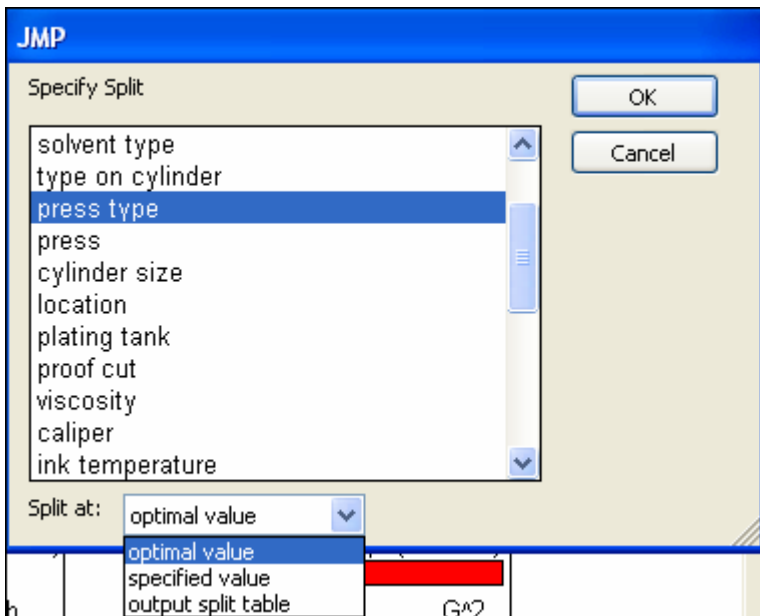 JMP
Specify Split
OK
Cancel
solvent type
type on cylinder
press type
press
cylinder size
location
plating tank
proof cut
viscosity
caliper
ink temperature
Split at:
optimal value
optimal value
specified value
output split table
G^2